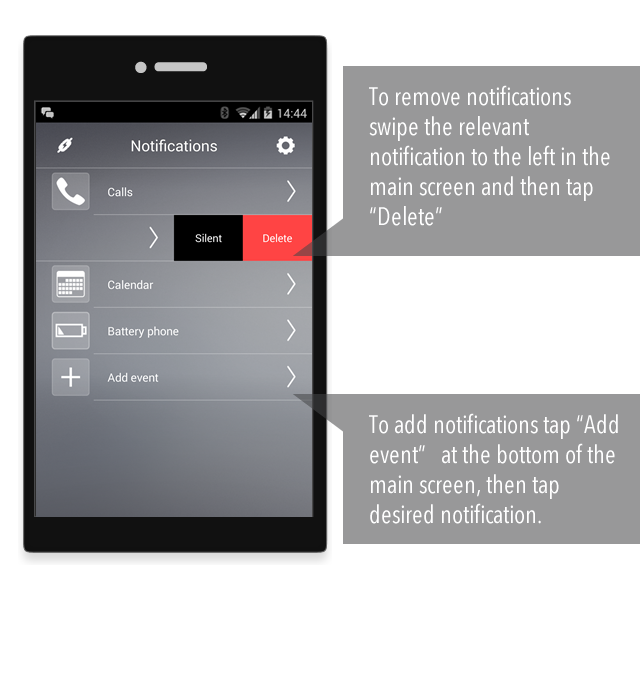 14:44
Notifications
Calls
Silent Delete
Calendar
Battery phone
Add event
To remove notifications
swipe the relevant
notification to the left in the
main screen and then tap
“Delete”
To add notifications tap “Add
event” at the bottom of the
main screen, then tap
desired notification.